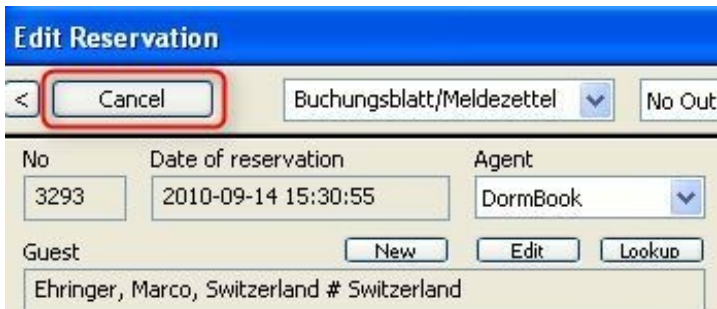 Edit Reservation
< Cancel Buchungsblatt/Meldezettel No Out
No Date of reservation Agent
3293 2010-09-14 15:30:55 DormBook
Guest New Edit Lookup
Ehringer, Marco, Switzerland # Switzerland